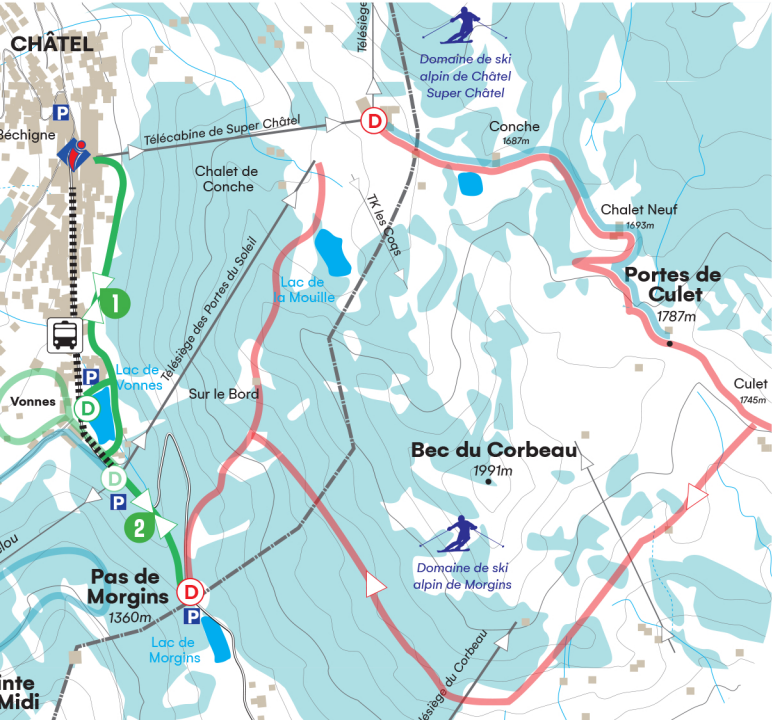 CHÂTEL
P
Béchigne
Télécabine de Super Châtel
Télésiège
D
Domaine de ski
alpin de Châtel
Super Châtel
Conche
1687m
Chalet de
Conche
TK les Coqs
Chalet Neuf
1693m
Portes de
Culet
1787m
Télésiège des Portes du Soleil
Lac de
la Mouille
1
P
Lac de
Vonnes
Vonnes
D
Sur le Bord
Culet
1745m
D
P
Bec du Corbeau
1991m
2
Domaine de ski
alpin de Morgins
Pas de
Morgins
1360m
D
P
Lac de
Morgins
Télésiège du Corbeau
inte
Midi